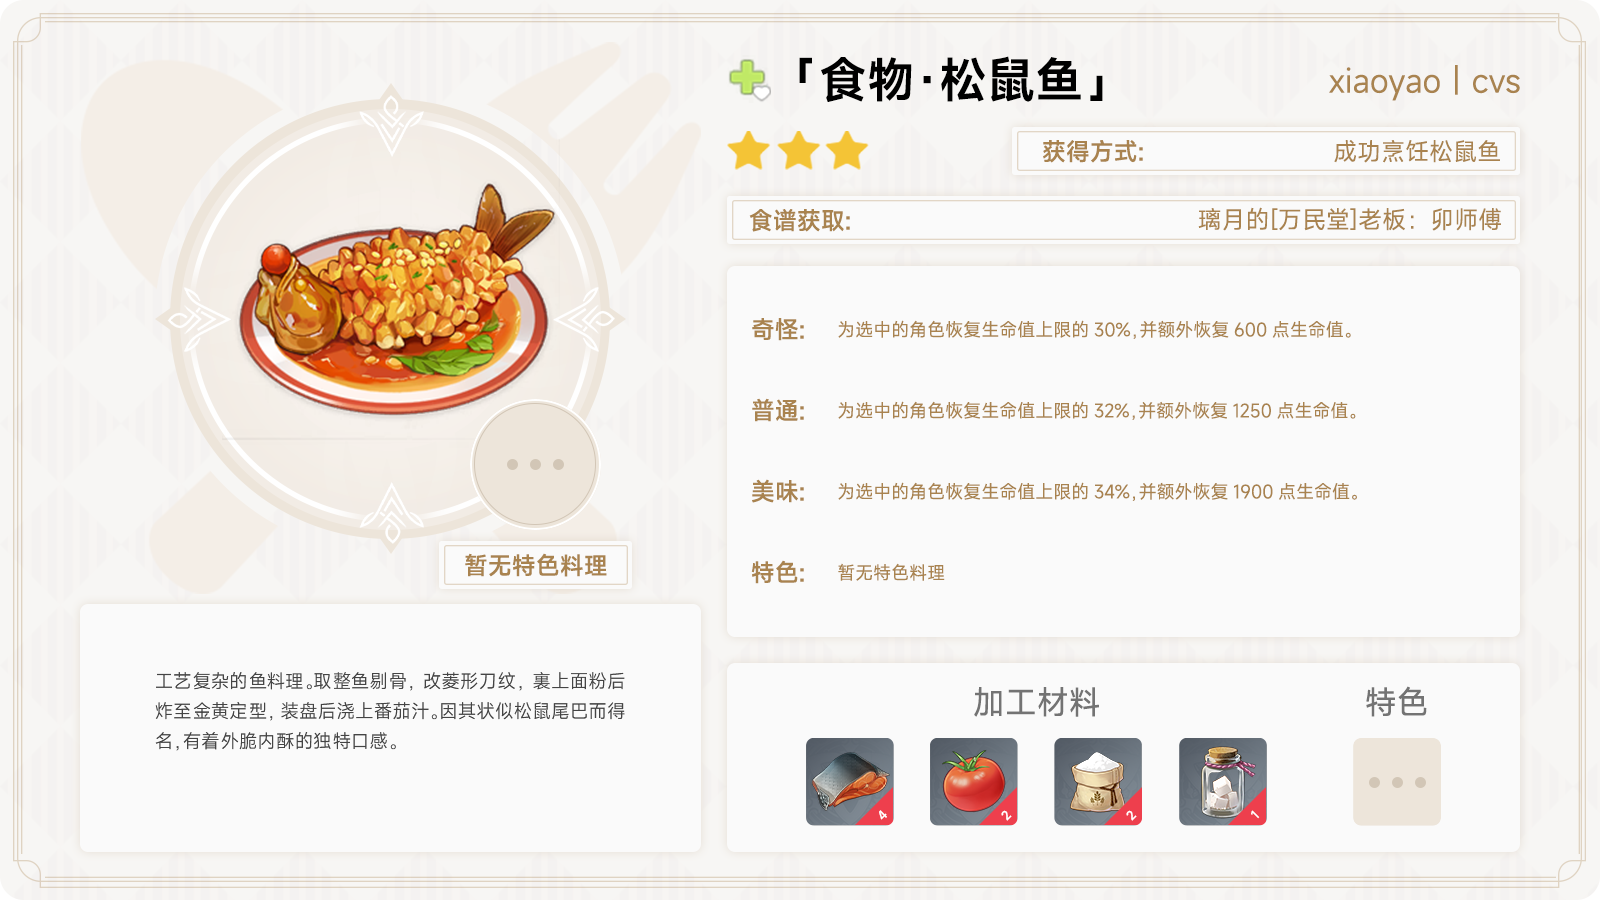 「食物·松鼠鱼」
xiaoyao | cvs
获得方式:
成功烹饪松鼠鱼
食谱获取:
璃月的[万民堂]老板：卯师傅
奇怪:
为选中的角色恢复生命值上限的 30%,并额外恢复 600 点生命值。
普通:
为选中的角色恢复生命值上限的 32%,并额外恢复 1250 点生命值。
美味:
为选中的角色恢复生命值上限的 34%,并额外恢复 1900 点生命值。
特色:
暂无特色料理
暂无特色料理
工艺复杂的鱼料理。取整鱼剔骨，改菱形刀纹，裹上面粉后
炸至金黄定型，装盘后浇上番茄汁。因其状似松鼠尾巴而得
名,有着外脆内酥的独特口感。
加工材料
特色
4
2
2
1